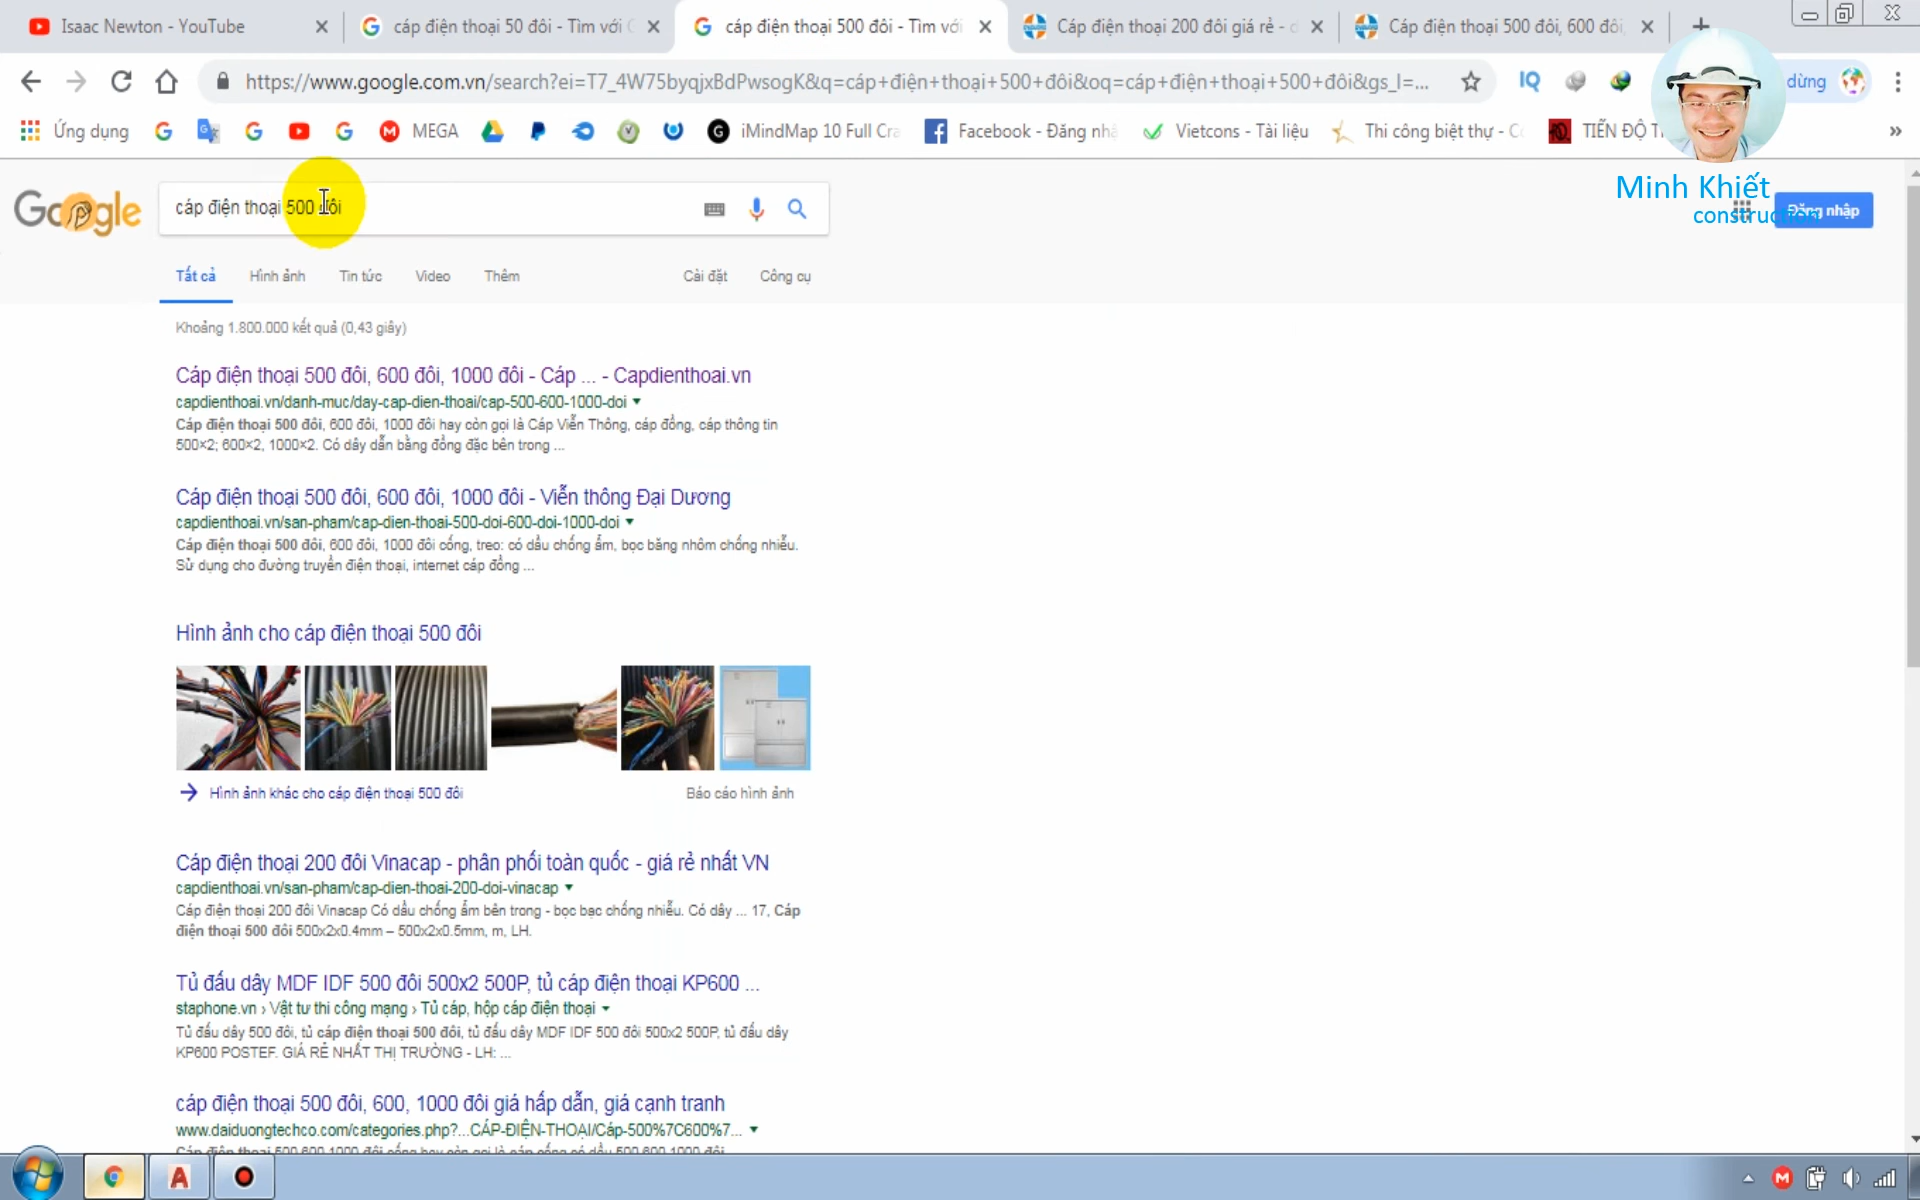 Isaac Newton - YouTube
cáp điện thoại 50 đôi - Tìm với G
cáp điện thoại 500 đôi - Tìm với
Cáp điện thoại 200 đôi giá rẻ - c
Cáp điện thoại 500 đôi, 600 đôi,
https://www.google.com.vn/search?ei=T7_4W75byqjxBdPwsogK&q=cáp+điện+thoại+500+đôi&oq=cáp+điện+thoại+500+đôi&gs_l=...
IQ
dừng
Ứng dụng
MEGA
iMindMap 10 Full Cra
Facebook - Đăng nhậ
Vietcons - Tài liệu
Thi công biệt thự - C
TIẾN ĐỘ T
Minh Khiết
construction
Google
cáp điện thoại 500 đôi
Đăng nhập
Tất cả
Hình ảnh
Tin tức
Video
Thêm
Cài đặt
Công cụ
Khoảng 1.800.000 kết quả (0,43 giây)
Cáp điện thoại 500 đôi, 600 đôi, 1000 đôi - Cáp ... - Capdienthoai.vn
capdienthoai.vn/danh-muc/day-cap-dien-thoai/cap-500-600-1000-doi
Cáp điện thoại 500 đôi, 600 đôi, 1000 đôi hay còn gọi là Cáp Viễn Thông, cáp đồng, cáp thông tin
500×2; 600×2, 1000×2. Có dây dẫn bằng đồng đặc bên trong ...
Cáp điện thoại 500 đôi, 600 đôi, 1000 đôi - Viễn thông Đại Dương
capdienthoai.vn/san-pham/cap-dien-thoai-500-doi-600-doi-1000-doi
Cáp điện thoại 500 đôi, 600 đôi, 1000 đôi cống, treo: có dầu chống ẩm, bọc băng nhôm chống nhiễu.
Sử dụng cho đường truyền điện thoại, internet cáp đồng ...
Hình ảnh cho cáp điện thoại 500 đôi
Hình ảnh khác cho cáp điện thoại 500 đôi
Báo cáo hình ảnh
Cáp điện thoại 200 đôi Vinacap - phân phối toàn quốc - giá rẻ nhất VN
capdienthoai.vn/san-pham/cap-dien-thoai-200-doi-vinacap
Cáp điện thoại 200 đôi Vinacap Có dầu chống ẩm bên trong - bọc bạc chống nhiễu. Có dây ... 17, Cáp
điện thoại 500 đôi 500x2x0.4mm – 500x2x0.5mm, m, LH.
Tủ đấu dây MDF IDF 500 đôi 500x2 500P, tủ cáp điện thoại KP600 ...
staphone.vn › Vật tư thi công mạng › Tủ cáp, hộp cáp điện thoại
Tủ đấu dây 500 đôi, tủ cáp điện thoại 500 đôi, tủ đấu dây MDF IDF 500 đôi 500x2 500P, tủ đấu dây
KP600 POSTEF. GIÁ RẺ NHẤT THỊ TRƯỜNG - LH: ...
cáp điện thoại 500 đôi, 600, 1000 đôi giá hấp dẫn, giá cạnh tranh
www.daiduongtechco.com/categories.php?...CÁP-ĐIỆN-THOẠI/Cáp-500%7C600%7...